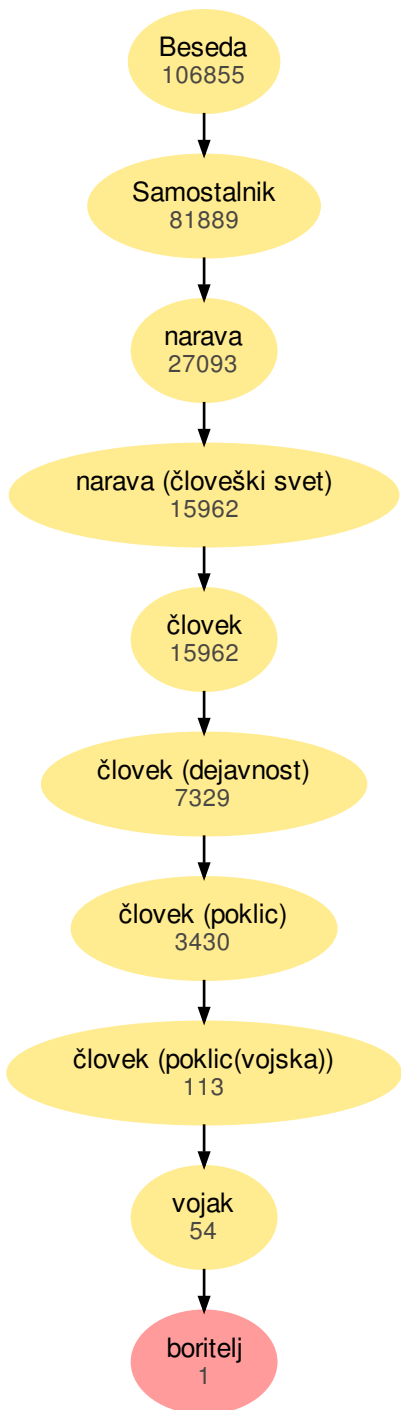 Beseda
106855
Samostalnik
81889
narava
27093
narava (človeški svet)
15962
človek
15962
človek (dejavnost)
7329
človek (poklic)
3430
človek (poklic(vojska))
113
vojak
54
boritelj
1